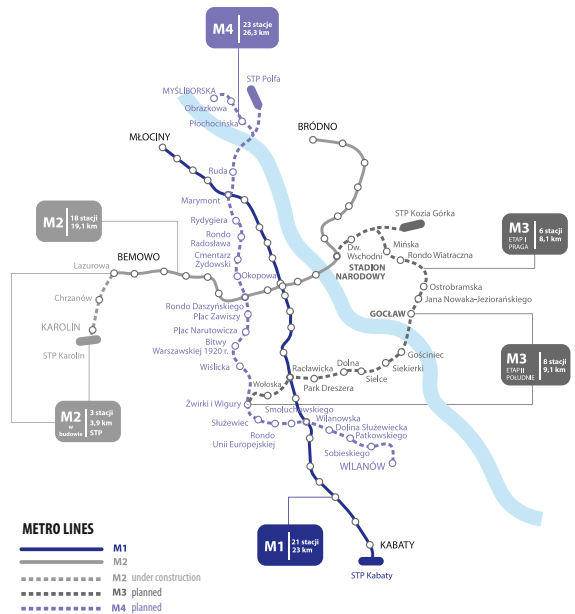 M4
23 stacje
26,3 km
STP Polfa
MYŚLIBORSKA
Obrazkowa
Płochocińska
BRÓDNO
MŁOCINY
Ruda
Marymont
M2
18 stacji
19,1 km
Rydygiera
Rondo
Radosława
Cmentarz
Żydowski
Okopowa
STP Kozia Górka
Dw.
Wschodni
STADION
NARODOWY
Mińska
Rondo Wiatraczna
M3
ETAP I
PRAGA
6 stacji
8,1 km
BEMOWO
Lazurowa
Chrzanów
KAROLIN
STP Karolin
Ostrobramska
Jana Nowaka-Jeziorańskiego
GOCŁAW
Rondo Daszyńskiego
Plac Zawiszy
Plac Narutowicza
Bitwy
Warszawskiej 1920 r.
Wiślicka
Gościniec
Siekierki
Racławicka
Dolna
Sielce
Park Dreszera
Wołoska
M3
ETAP II
POŁUDNIE
8 stacji
9,1 km
M2
w
budowie
3 stacji
3,9 km
STP
Żwirki i Wigury
Smoluchowskiego
Służewiec
Rondo
Unii Europejskiej
Wilanowska
Dolina Służewiecka
Patkowskiego
Sobieskiego
WILANÓW
M1
21 stacji
23 km
KABATY
STP Kabaty
METRO LINES
M1
M2
M2 under construction
M3 planned
M4 planned